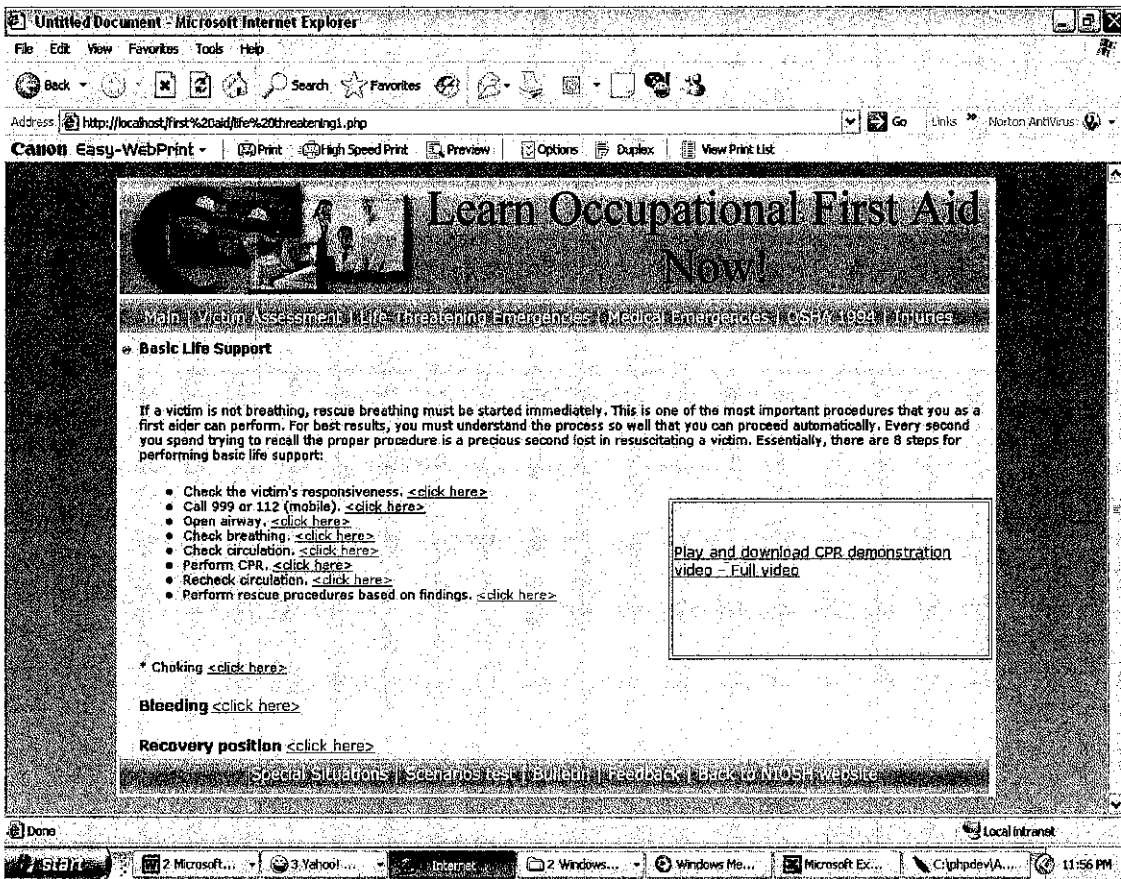 Untitled Document - Microsoft Internet Explorer
File Edit View Favorites Tools Help
Back Search Favorites
Address http://localhost/first%20aid/life%20threatening1.php Go Links » Norton AntiVirus
Canon Easy-WebPrint Print High Speed Print Preview Options Duplex View Print List
Learn Occupational First Aid
Now!
Main | Victim Assessment | Life Threatening Emergencies | Medical Emergencies | OSHA 1994 | Injuries
Basic Life Support
If a victim is not breathing, rescue breathing must be started immediately. This is one of the most important procedures that you as a
first aider can perform. For best results, you must understand the process so well that you can proceed automatically. Every second
you spend trying to recall the proper procedure is a precious second lost in resuscitating a victim. Essentially, there are 8 steps for
performing basic life support:
• Check the victim's responsiveness. <click here>
• Call 999 or 112 (mobile). <click here>
• Open airway. <click here>
• Check breathing. <click here>
• Check circulation. <click here>
• Perform CPR. <click here>
• Recheck circulation. <click here>
• Perform rescue procedures based on findings. <click here>
Play and download CPR demonstration
video - Full video
* Choking <click here>
Bleeding <click here>
Recovery position <click here>
Special Situations | Scenarios test | Bulletin | Feedback | Back to NIOSH website
Done Local intranet
start 2 Microsoft... 3 Yahoo!... Internet... 2 Windows... Windows Me... Microsoft Ex... C:\phpdev\A... 11:56 PM